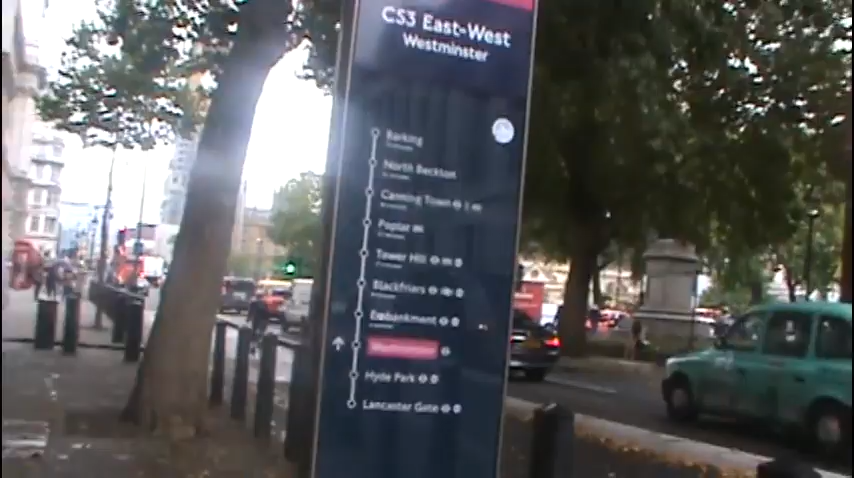 CS3 East-West
Westminster
Barking
North Beckton
Canning Town
Poplar
Tower Hill
Blackfriars
Embankment
Westminster
Hyde Park
Lancaster Gate